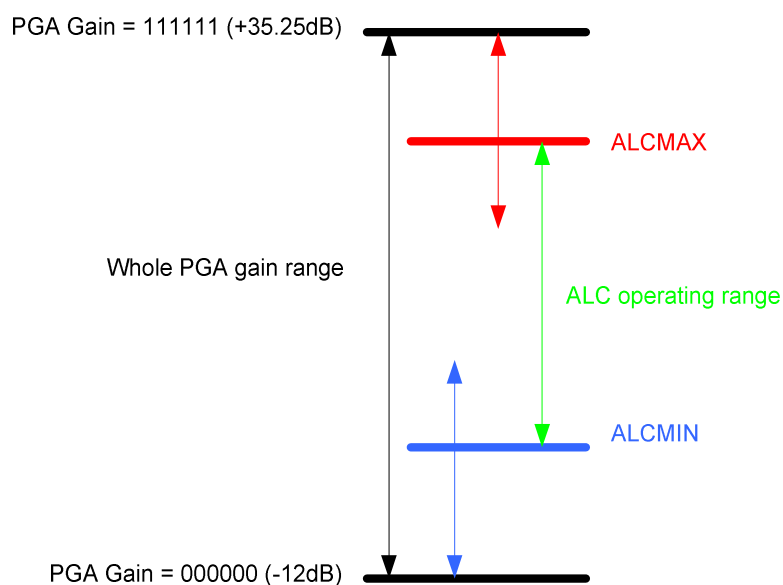 PGA Gain = 111111 (+35.25dB)
ALCMAX
Whole PGA gain range
ALC operating range
ALCMIN
PGA Gain = 000000 (-12dB)